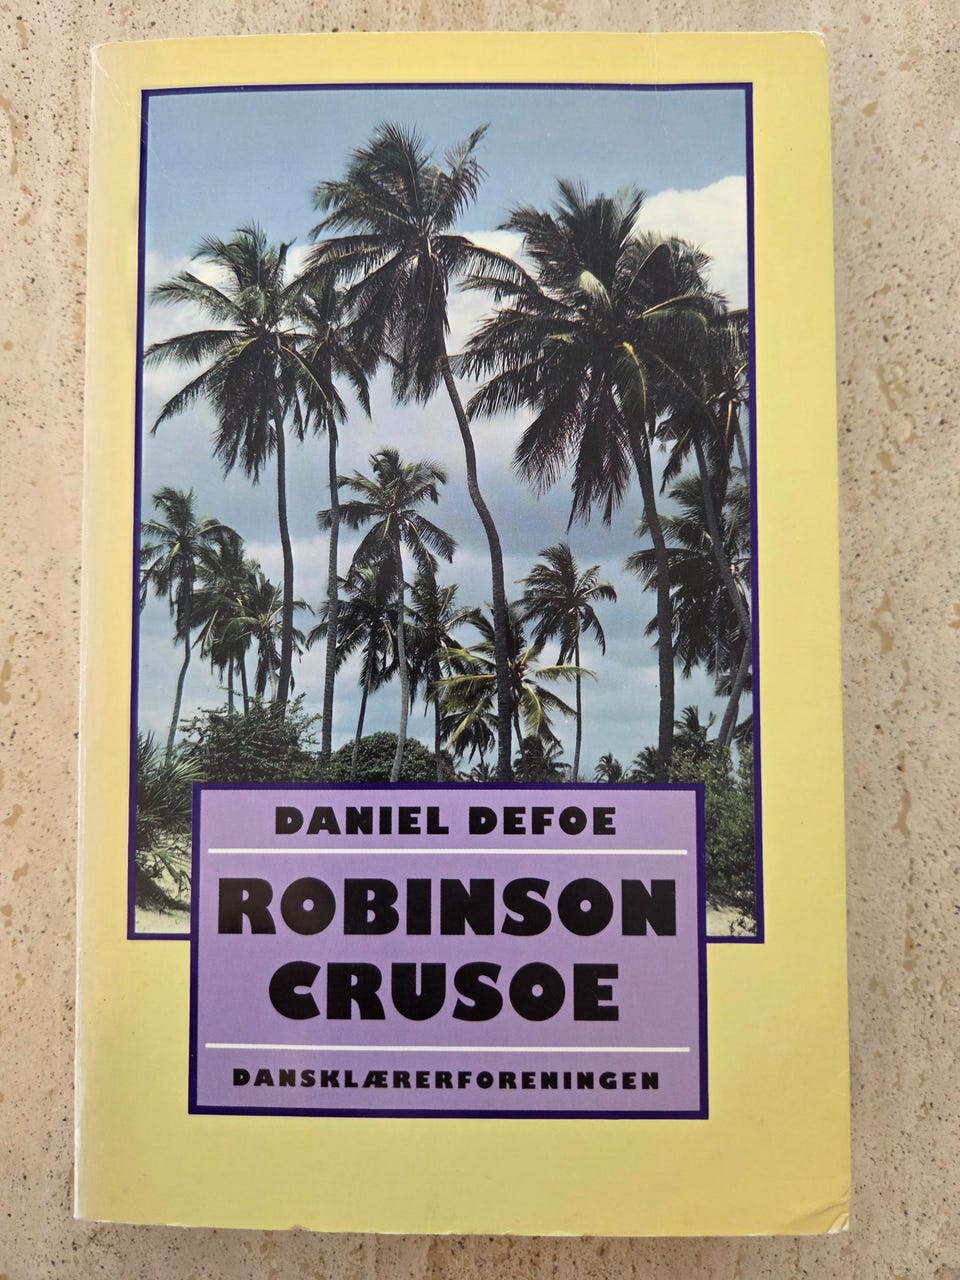 DANIEL DEFOE
ROBINSON
CRUSOE
DANSKLÆRERFORENINGEN